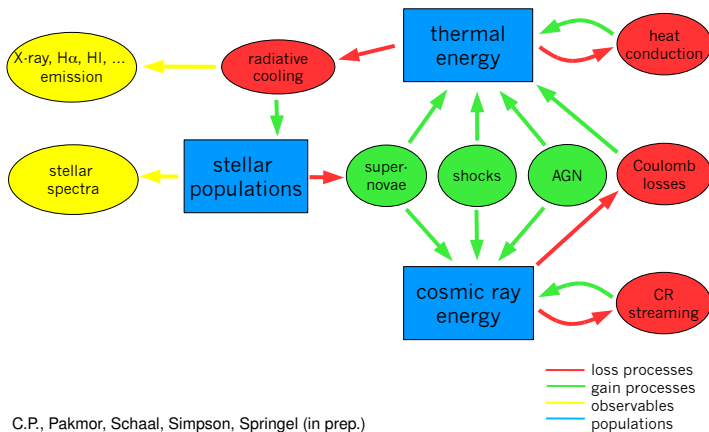 X-ray, Hα, HI, ...
emission
radiative
cooling
thermal
energy
heat
conduction
stellar
spectra
stellar
populations
super-
novae
shocks
AGN
Coulomb
losses
cosmic ray
energy
CR
streaming
loss processes
gain processes
observables
populations
C.P., Pakmor, Schaal, Simpson, Springel (in prep.)